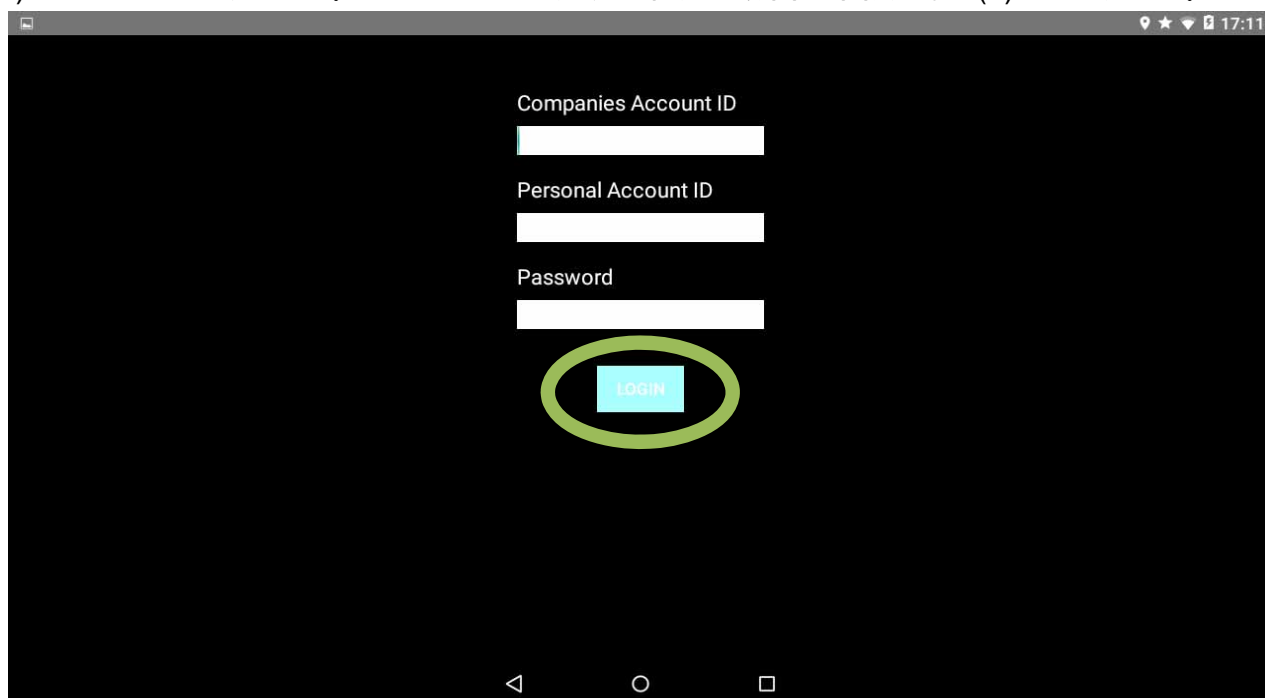 17:11
Companies Account ID
Personal Account ID
Password
LOGIN